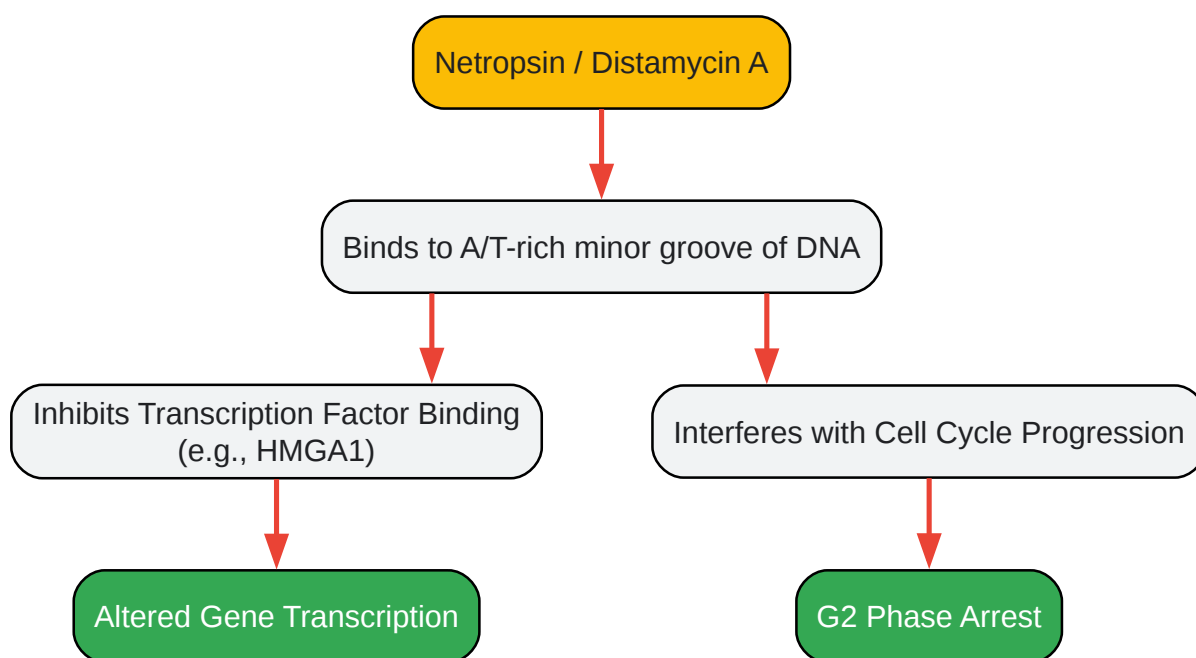 Netropsin / Distamycin A
Binds to A/T-rich minor groove of DNA
Inhibits Transcription Factor Binding
(e.g., HMGA1)
Interferes with Cell Cycle Progression
Altered Gene Transcription
G2 Phase Arrest